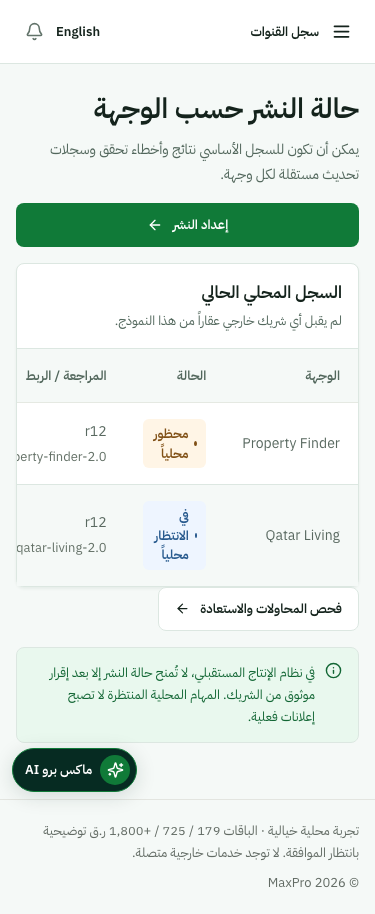 سجل القنوات
English
حالة النشر حسب الوجهة
يمكن أن تكون للسجل الأساسي نتائج وأخطاء تحقق وسجلات
تحديث مستقلة لكل وجهة.
إعداد النشر
السجل المحلي الحالي
لم يقبل أي شريك خارجي عقاراً من هذا النموذج.
الوجهة الحالة المراجعة / الربط
Property Finder
محظور
محلياً
r12
perty-finder-2.0
Qatar Living
في
الانتظار
محلياً
r12
qatar-living-2.0
فحص المحاولات والاستعادة
في نظام الإنتاج المستقبلي، لا تُمنح حالة النشر إلا بعد إقرار
موثوق من الشريك. المهام المحلية المنتظرة لا تصبح
إعلانات فعلية.
ماكس برو AI
تجربة محلية خيالية · الباقات 179 / 725 / +1,800 ر.ق توضيحية
بانتظار الموافقة. لا توجد خدمات خارجية متصلة.
© 2026 MaxPro